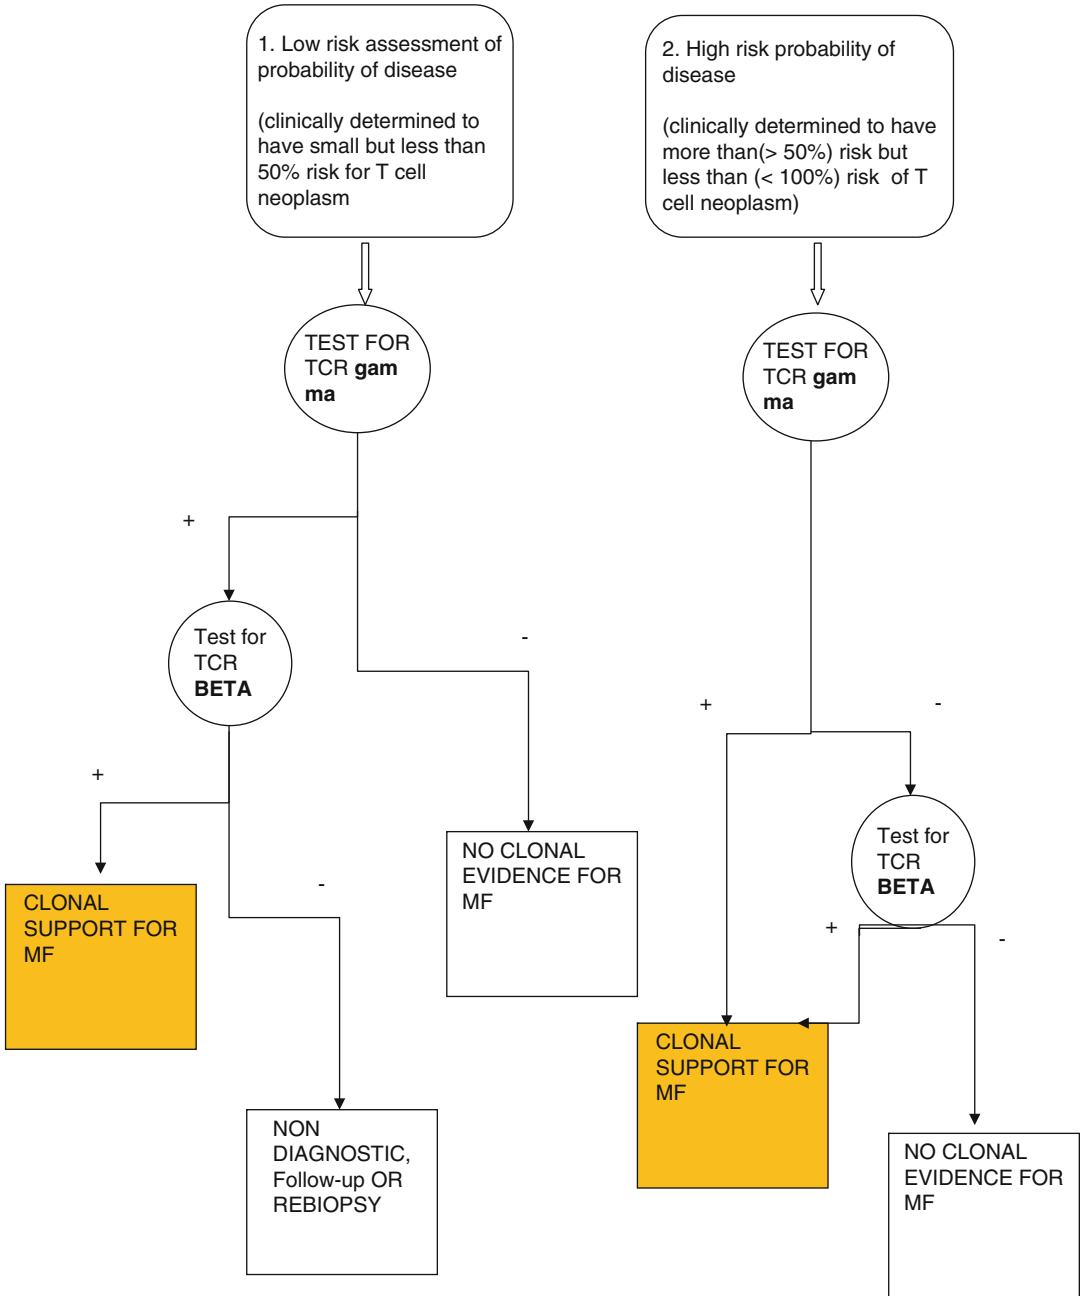 1. Low risk assessment of
probability of disease
(clinically determined to
have small but less than
50% risk for T cell
neoplasm
TEST FOR
TCR gam
ma
+
-
Test for
TCR
BETA
+
-
NO CLONAL
EVIDENCE FOR
MF
CLONAL
SUPPORT FOR
MF
NON
DIAGNOSTIC,
Follow-up OR
REBIOPSY
2. High risk probability of
disease
(clinically determined to have
more than(> 50%) risk but
less than (< 100%) risk of T
cell neoplasm)
TEST FOR
TCR gam
ma
+
-
Test for
TCR
BETA
+
-
CLONAL
SUPPORT FOR
MF
NO CLONAL
EVIDENCE FOR
MF